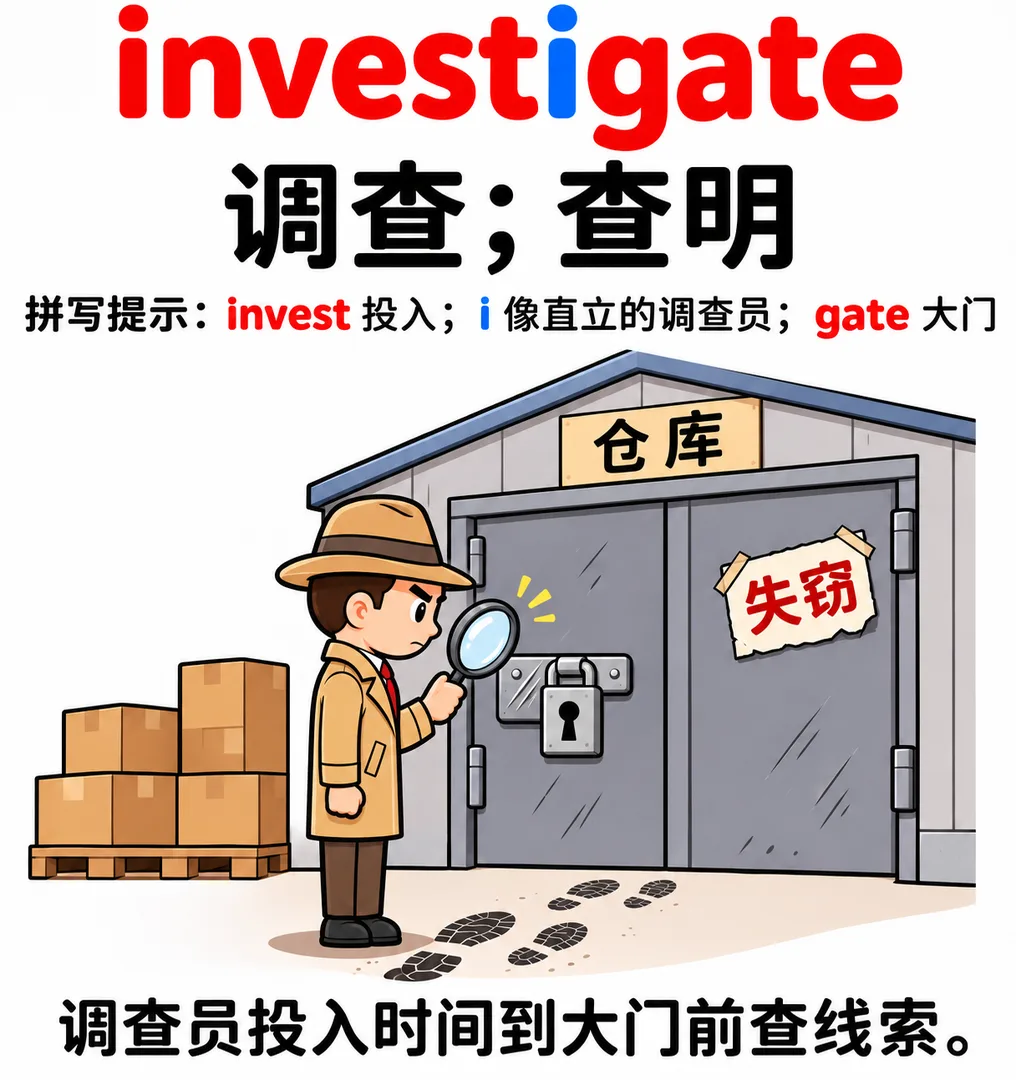 investigate
调查；查明
拼写提示：invest 投入；i 像直立的调查员；gate 大门
仓库
失窃
调查员投入时间到大门前查线索。